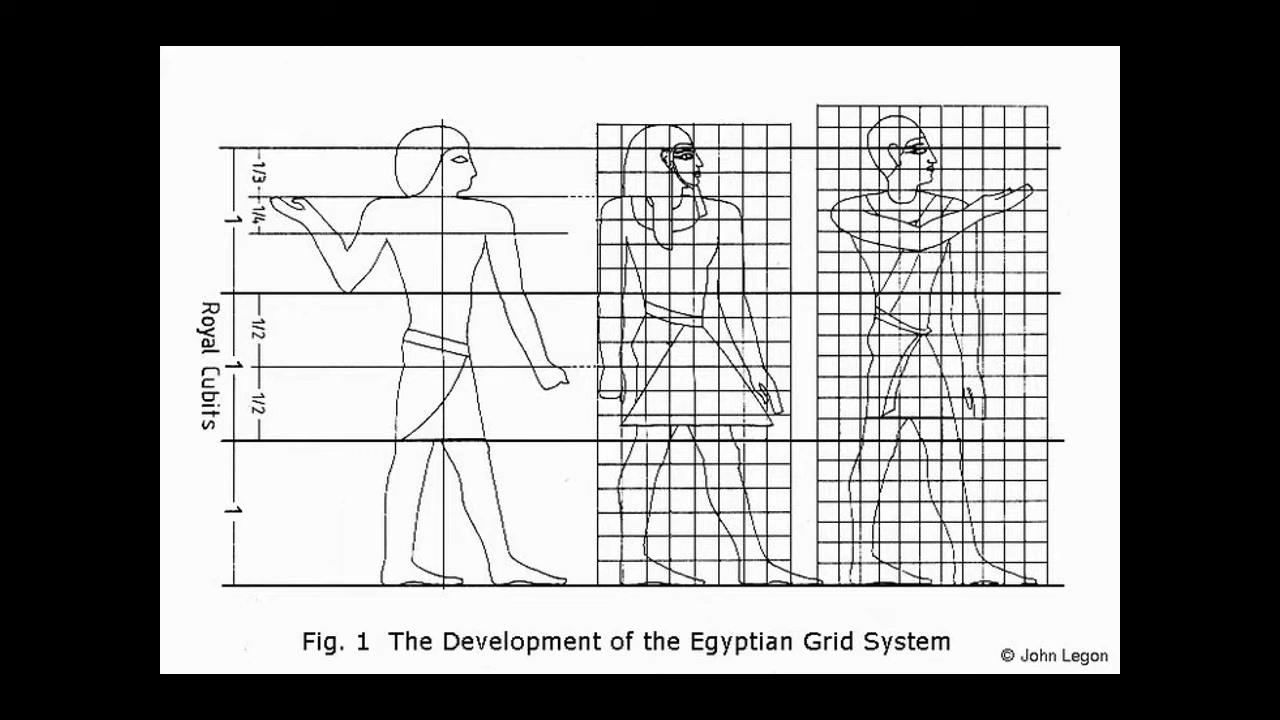 1/3
1/4
1
1/2
1
1/2
1
Royal Cubits
Fig. 1 The Development of the Egyptian Grid System
© John Legon